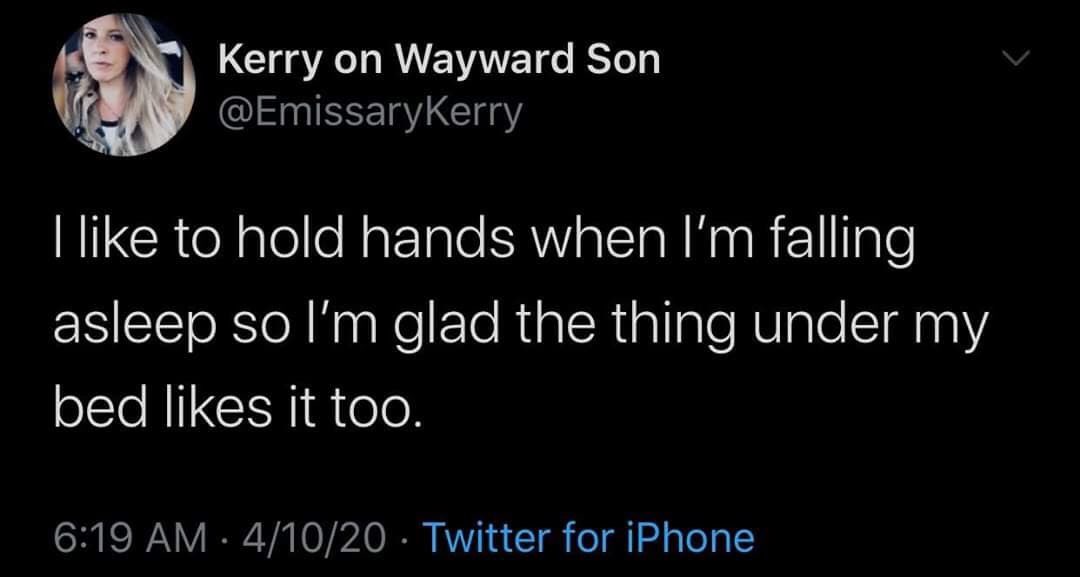 Kerry on Wayward Son
@EmissaryKerry
I like to hold hands when I’m falling
asleep so I’m glad the thing under my
bed likes it too.
6:19 AM · 4/10/20 · Twitter for iPhone